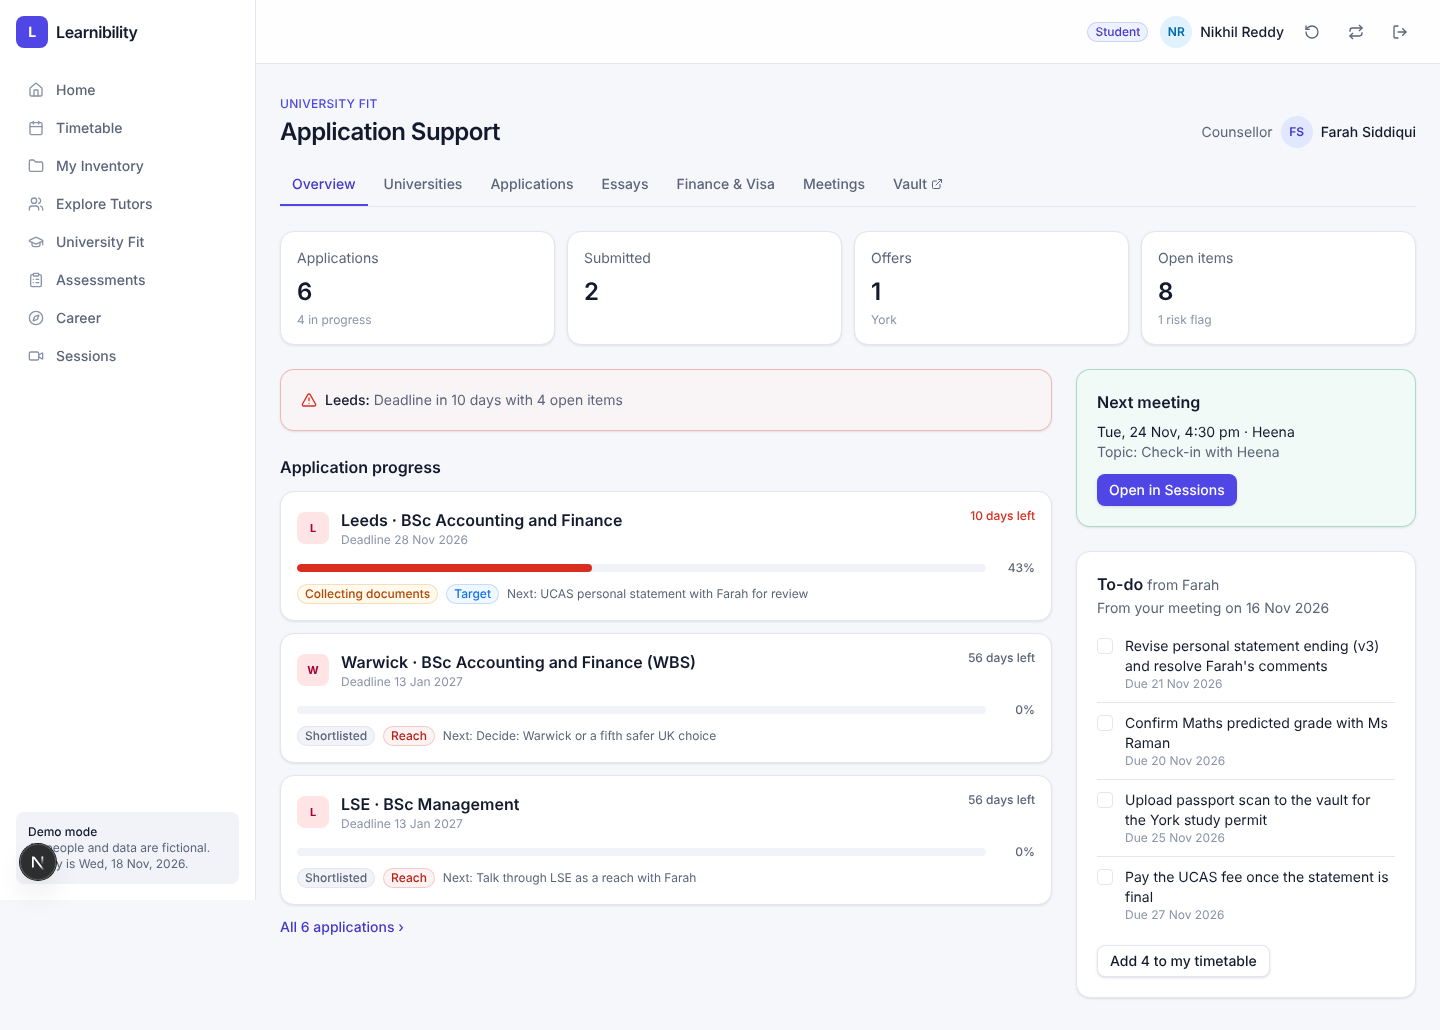 L Learnibility
Student NR Nikhil Reddy
Home
Timetable
My Inventory
Explore Tutors
University Fit
Assessments
Career
Sessions
Demo mode
people and data are fictional.
is Wed, 18 Nov, 2026.
N
UNIVERSITY FIT
Application Support
Counsellor FS Farah Siddiqui
Overview Universities Applications Essays Finance & Visa Meetings Vault
Applications
6
4 in progress
Submitted
2
Offers
1
York
Open items
8
1 risk flag
Leeds: Deadline in 10 days with 4 open items
Application progress
L
Leeds · BSc Accounting and Finance
10 days left
Deadline 28 Nov 2026
43%
Collecting documents Target Next: UCAS personal statement with Farah for review
W
Warwick · BSc Accounting and Finance (WBS)
56 days left
Deadline 13 Jan 2027
0%
Shortlisted Reach Next: Decide: Warwick or a fifth safer UK choice
L
LSE · BSc Management
56 days left
Deadline 13 Jan 2027
0%
Shortlisted Reach Next: Talk through LSE as a reach with Farah
All 6 applications ›
Next meeting
Tue, 24 Nov, 4:30 pm · Heena
Topic: Check-in with Heena
Open in Sessions
To-do from Farah
From your meeting on 16 Nov 2026
Revise personal statement ending (v3)
and resolve Farah's comments
Due 21 Nov 2026
Confirm Maths predicted grade with Ms
Raman
Due 20 Nov 2026
Upload passport scan to the vault for
the York study permit
Due 25 Nov 2026
Pay the UCAS fee once the statement is
final
Due 27 Nov 2026
Add 4 to my timetable